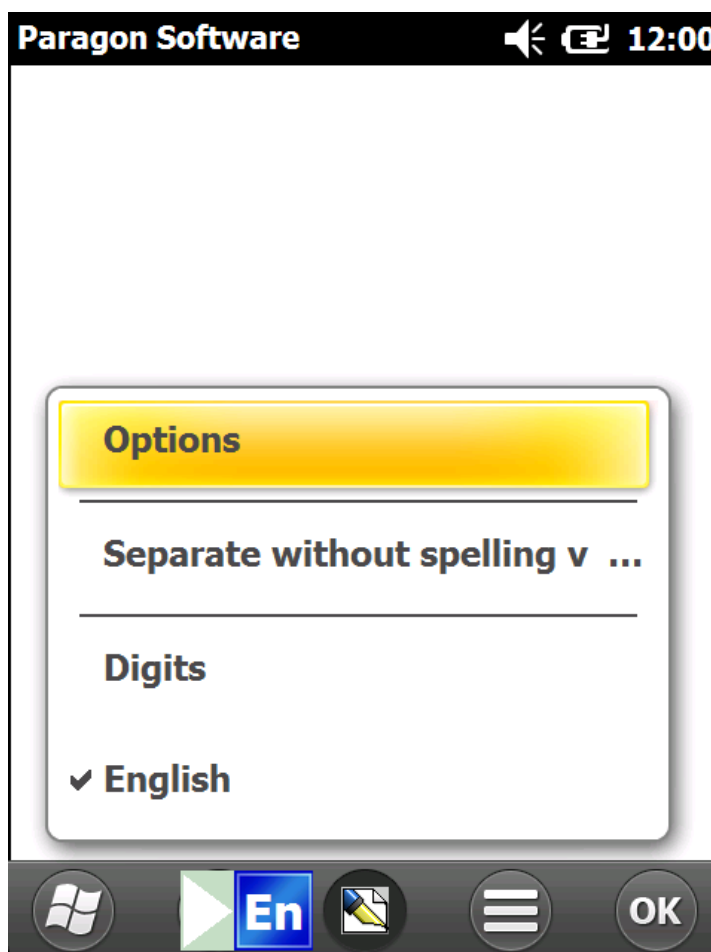 Paragon Software 12:00
Options
Separate without spelling v ...
Digits
English
En
OK